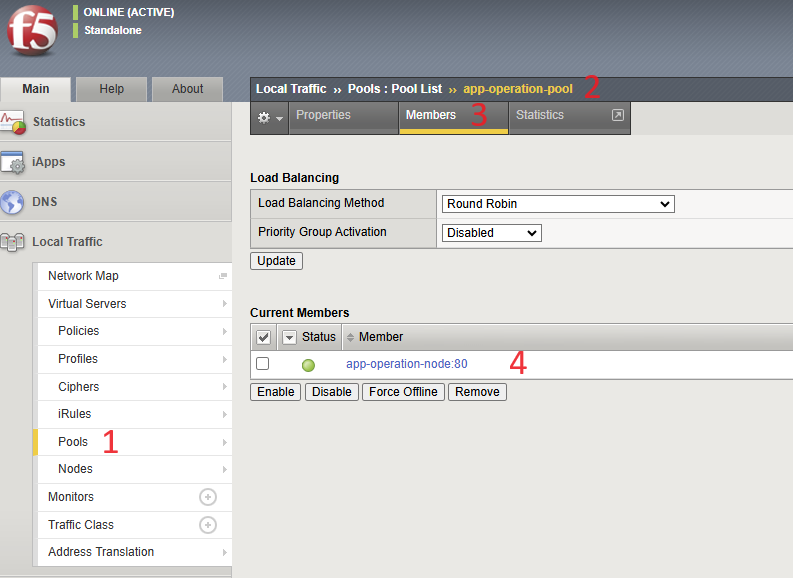 f5
ONLINE (ACTIVE)
Standalone
Main
Help
About
Statistics
iApps
DNS
Local Traffic
Network Map
Virtual Servers
Policies
Profiles
Ciphers
iRules
Pools 1
Nodes
Monitors
Traffic Class
Address Translation
Local Traffic ›› Pools : Pool List ›› app-operation-pool 2
Properties
Members 3
Statistics
Load Balancing
Load Balancing Method Round Robin
Priority Group Activation Disabled
Update
Current Members
Status Member
app-operation-node:80 4
Enable Disable Force Offline Remove